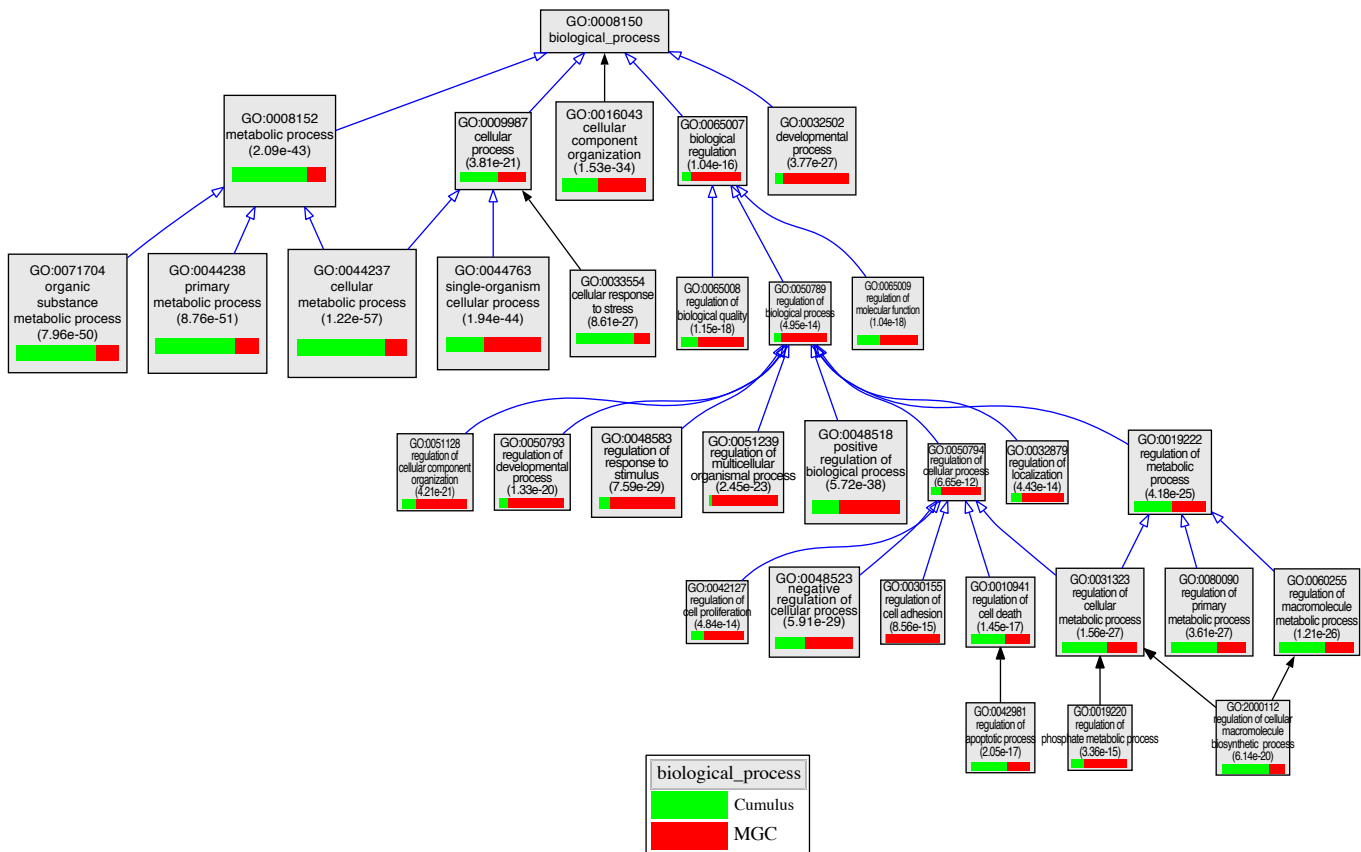 GO:0008150
biological_process
GO:0008152
metabolic process
(2.09e-43)
GO:0009987
cellular
process
(3.81e-21)
GO:0016043
cellular
component
organization
(1.53e-34)
GO:0065007
biological
regulation
(1.04e-16)
GO:0032502
developmental
process
(3.77e-27)
GO:0071704
organic
substance
metabolic process
(7.96e-50)
GO:0044238
primary
metabolic process
(8.76e-51)
GO:0044237
cellular
metabolic process
(1.22e-57)
GO:0044763
single-organism
cellular process
(1.94e-44)
GO:0033554
cellular response
to stress
(8.61e-27)
GO:0065008
regulation of
biological quality
(1.15e-18)
GO:0050789
regulation of
biological process
(4.95e-14)
GO:0065009
regulation of
molecular function
(1.04e-18)
GO:0051128
regulation of
cellular component
organization
(4.21e-21)
GO:0050793
regulation of
developmental
process
(1.33e-20)
GO:0048583
regulation of
response to
stimulus
(7.59e-29)
GO:0051239
regulation of
multicellular
organismal process
(2.45e-23)
GO:0048518
positive
regulation of
biological process
(5.72e-38)
GO:0050794
regulation of
cellular process
(6.65e-12)
GO:0032879
regulation of
localization
(4.43e-14)
GO:0019222
regulation of
metabolic
process
(4.18e-25)
GO:0042127
regulation of
cell proliferation
(4.84e-14)
GO:0048523
negative
regulation of
cellular process
(5.91e-29)
GO:0030155
regulation of
cell adhesion
(8.56e-15)
GO:0010941
regulation of
cell death
(1.45e-17)
GO:0031323
regulation of
cellular
metabolic process
(1.56e-27)
GO:0080090
regulation of
primary
metabolic process
(3.61e-27)
GO:0060255
regulation of
macromolecule
metabolic process
(1.21e-26)
GO:0042981
regulation of
apoptotic process
(2.05e-17)
GO:0019220
regulation of
phosphate metabolic process
(3.36e-15)
GO:2000112
regulation of cellular
macromolecule
biosynthetic process
(6.14e-20)
biological_process
Cumulus
MGC